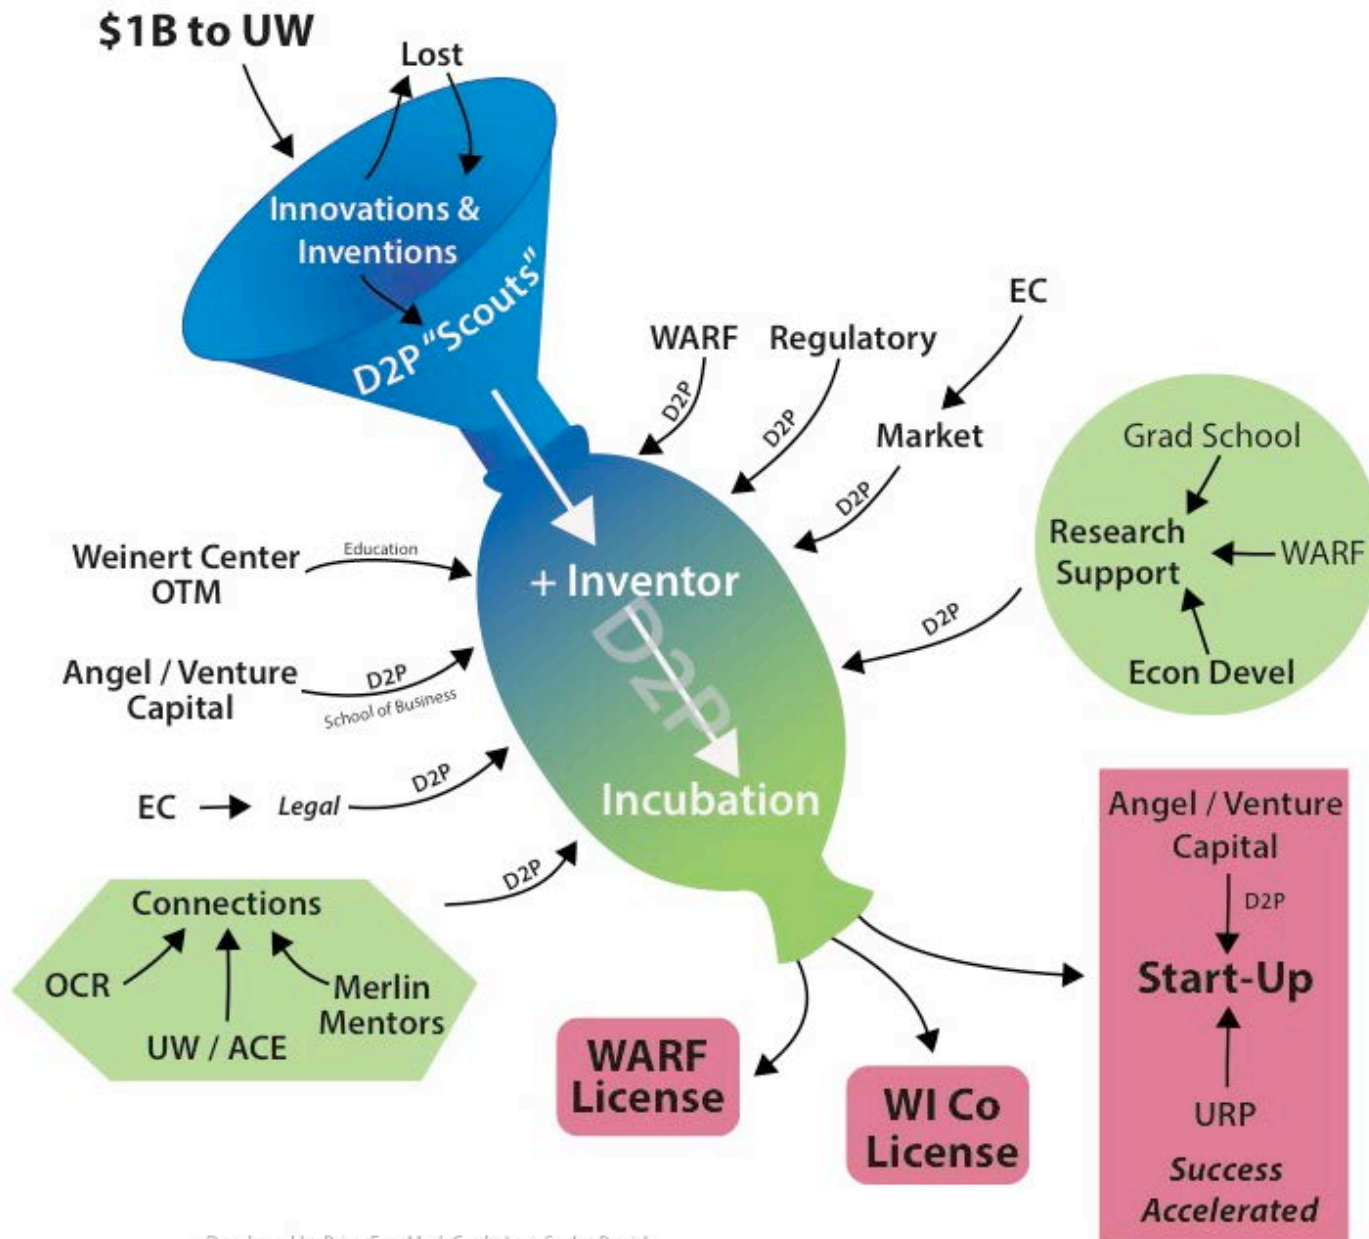 $1B to UW
Lost
Innovations &
Inventions
D2P "Scouts"
WARF
D2P
Regulatory
D2P
EC
Market
D2P
Grad School
Research
Support
WARF
Econ Devel
D2P
Weinert Center
OTM
Education
+ Inventor
D2P
Angel / Venture
Capital
D2P
School of Business
EC
Legal
D2P
Incubation
Connections
OCR
UW / ACE
Merlin
Mentors
D2P
WARF
License
WI Co
License
Angel / Venture
Capital
D2P
Start-Up
URP
Success
Accelerated